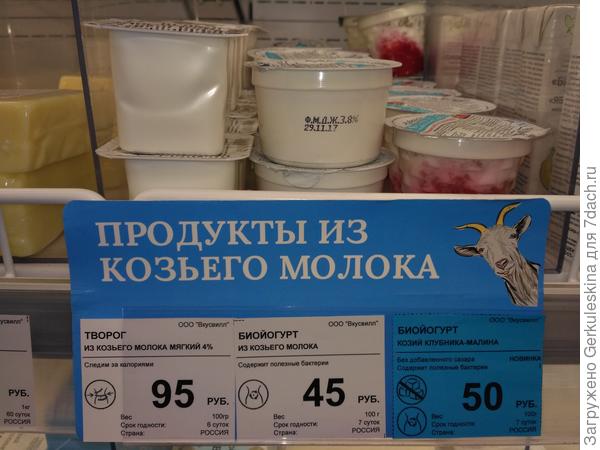 Ф.М.Д.Ж.3.8%
29.11.17
ПРОДУКТЫ ИЗ
КОЗЬЕГО МОЛОКА
РУБ.
1кг
60 суток
РОССИЯ
ООО "Вкусвилл"
ТВОРОГ
ИЗ КОЗЬЕГО МОЛОКА МЯГКИЙ 4%
Следим за калориями
95 РУБ.
Вес 100гр
Срок годности: 6 суток
Страна: РОССИЯ
ООО "Вкусвилл"
БИОЙОГУРТ
ИЗ КОЗЬЕГО МОЛОКА
Содержит полезные бактерии
45 РУБ.
Вес 100 г
Срок годности: 7 суток
Страна: РОССИЯ
ООО "Вкусвилл"
БИОЙОГУРТ
КОЗИЙ КЛУБНИКА-МАЛИНА
Без добавленного сахара НОВИНКА
Содержит полезные бактерии
50 РУБ.
Вес 100г
Срок годности: 7 суток
Страна: РОССИЯ
Загружено Gerkuleskina для 7dach.ru